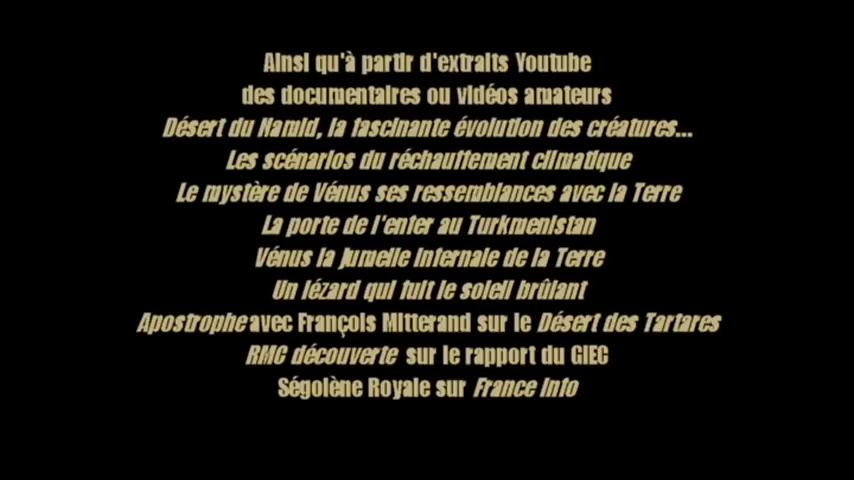 Ainsi qu'à partir d'extraits Youtube
des documentaires ou vidéos amateurs
Désert du Namid, la fascinante évolution des créatures...
Les scénarios du réchauffement climatique
Le mystère de Vénus ses ressemblances avec la Terre
La porte de l'enfer au Turkmenistan
Vénus la jumelle infernale de la Terre
Un lézard qui fuit le soleil brûlant
Apostrophe avec François Mitterand sur le Désert des Tartares
RMC découverte sur le rapport du GIEC
Ségolène Royale sur France Info